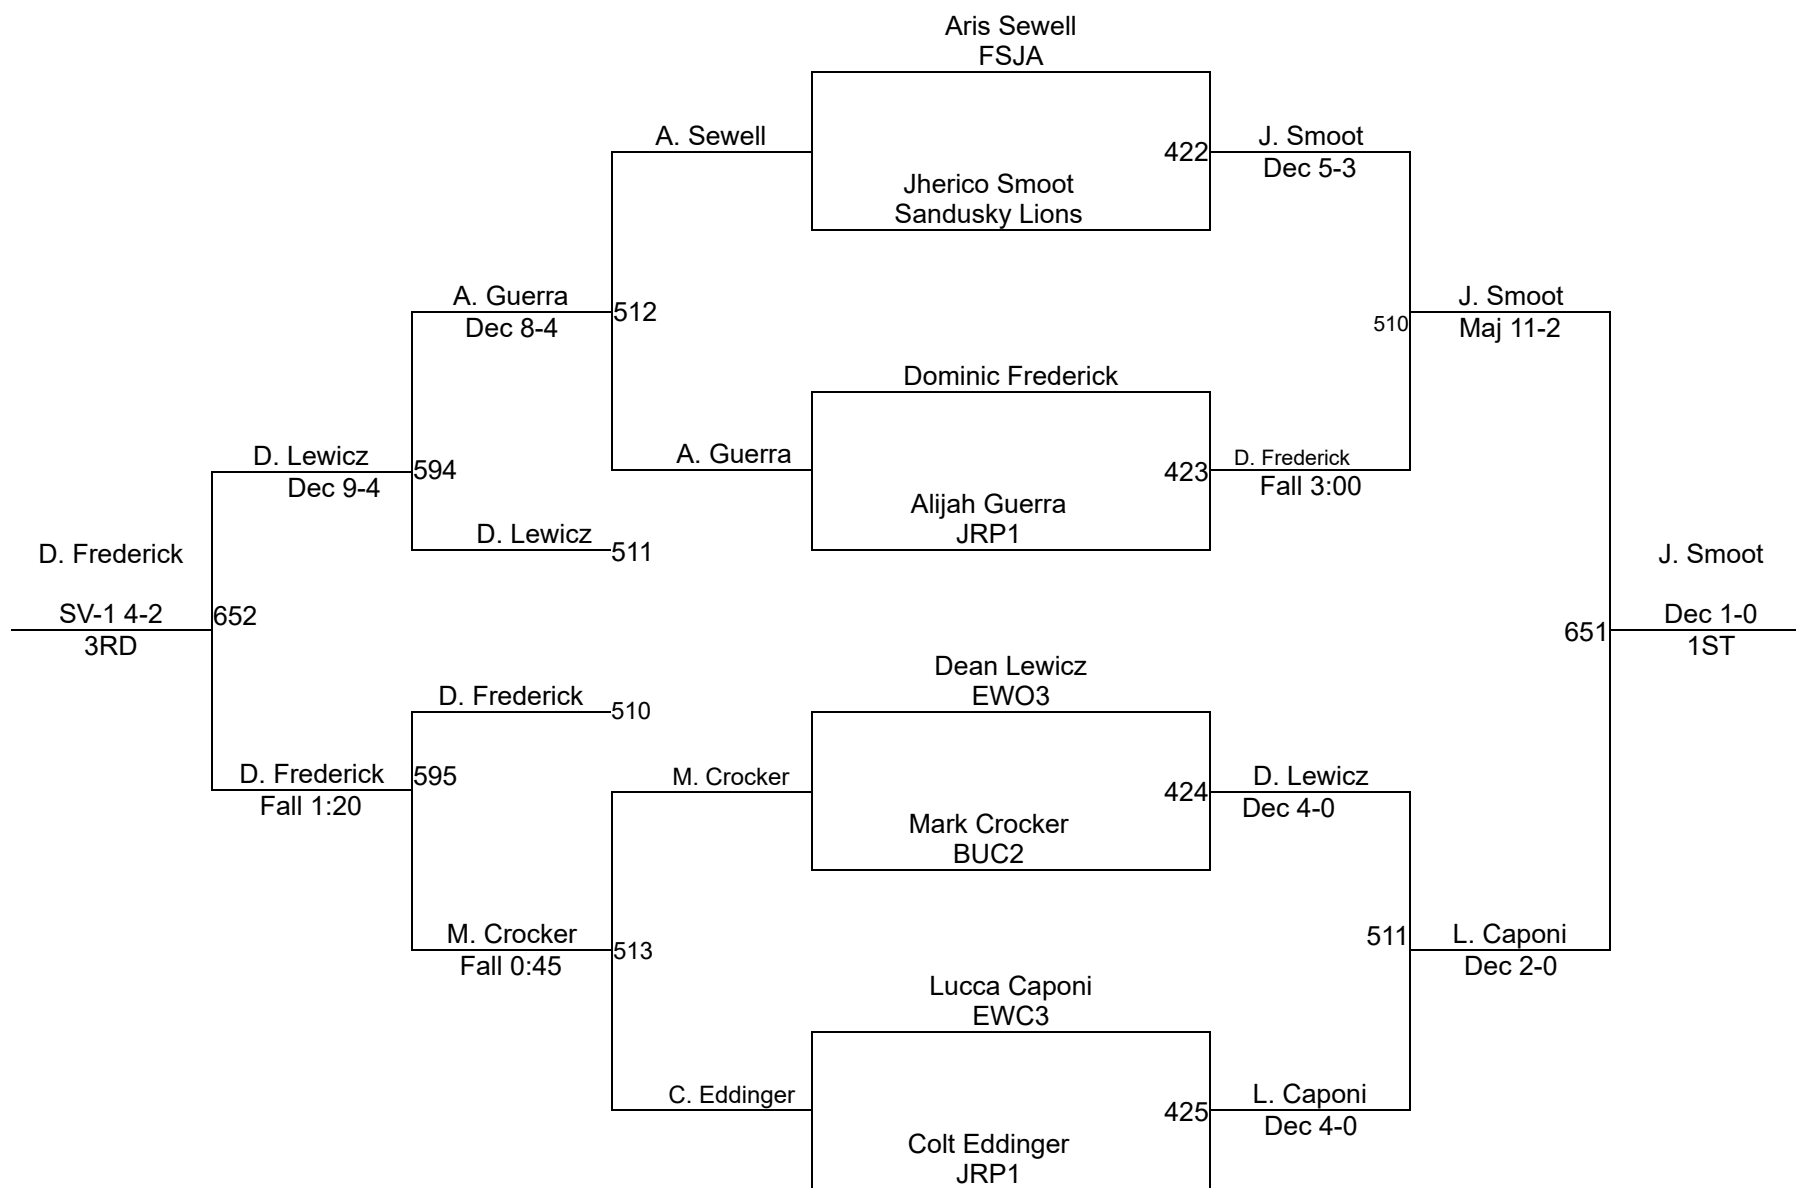 Aris Sewell
FSJA
A. Sewell
422
J. Smoot
Dec 5-3
Jherico Smoot
Sandusky Lions
A. Guerra
Dec 8-4
512
510
J. Smoot
Maj 11-2
Dominic Frederick
A. Guerra
423
D. Frederick
Fall 3:00
D. Lewicz
Dec 9-4
594
Alijah Guerra
JRP1
D. Lewicz
511
D. Frederick
SV-1 4-2
3RD
652
J. Smoot
Dec 1-0
1ST
651
Dean Lewicz
EWO3
D. Frederick
510
D. Frederick
Fall 1:20
595
M. Crocker
424
D. Lewicz
Dec 4-0
Mark Crocker
BUC2
M. Crocker
Fall 0:45
513
511
L. Caponi
Dec 2-0
Lucca Caponi
EWC3
C. Eddinger
425
L. Caponi
Dec 4-0
Colt Eddinger
JRP1